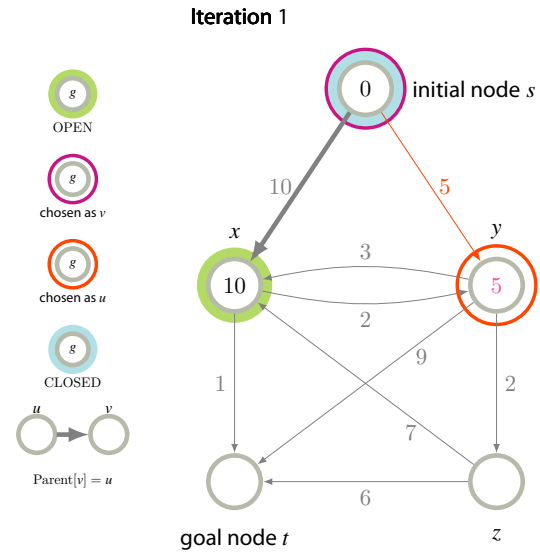 Iteration 1
g
OPEN
g
chosen as v
g
chosen as u
g
CLOSED
u v
Parent[v] = u
0
initial node s
10
5
x
y
10
3
5
2
1
9
2
7
6
goal node t
z